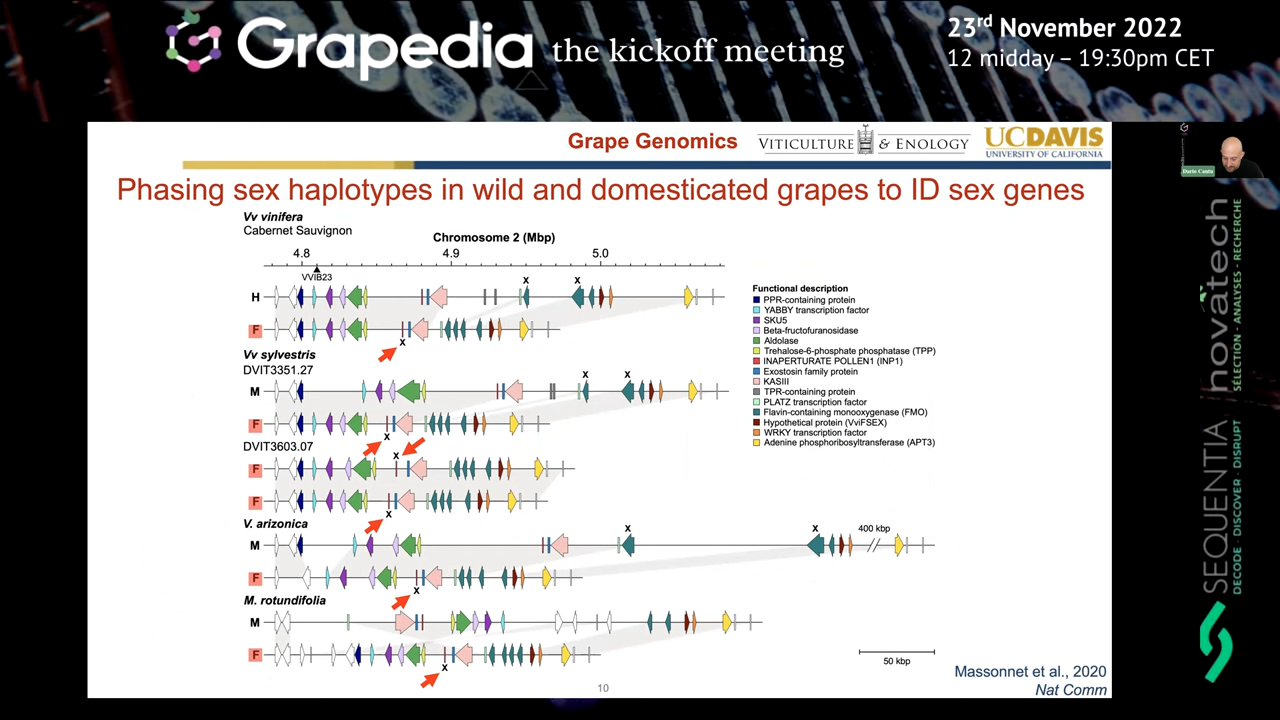 Grapedia the kickoff meeting
23rd November 2022
12 midday – 19:30pm CET
Grape Genomics
VITICULTURE & ENOLOGY
UC DAVIS
UNIVERSITY OF CALIFORNIA
Dario Cantu
Phasing sex haplotypes in wild and domesticated grapes to ID sex genes
Vv vinifera
Cabernet Sauvignon
Chromosome 2 (Mbp)
4.8 4.9 5.0
VVIB23
x x
H
F
x
Vv sylvestris
DVIT3351.27
x x
M
F
x
DVIT3603.07
x
F
F
x
V. arizonica
x x 400 kbp
M
F
x
M. rotundifolia
M
F
x
Functional description
PPR-containing protein
YABBY transcription factor
SKU5
Beta-fructofuranosidase
Aldolase
Trehalose-6-phosphate phosphatase (TPP)
INAPERTURATE POLLEN1 (INP1)
Exostosin family protein
KASIII
TPR-containing protein
PLATZ transcription factor
Flavin-containing monooxygenase (FMO)
Hypothetical protein (VviFSEX)
WRKY transcription factor
Adenine phosphoribosyltransferase (APT3)
50 kbp
Massonnet et al., 2020
Nat Comm
10
novatech
SÉLECTION - ANALYSES - RECHERCHE
SEQUENTIA
DECODE · DISCOVER · DISRUPT